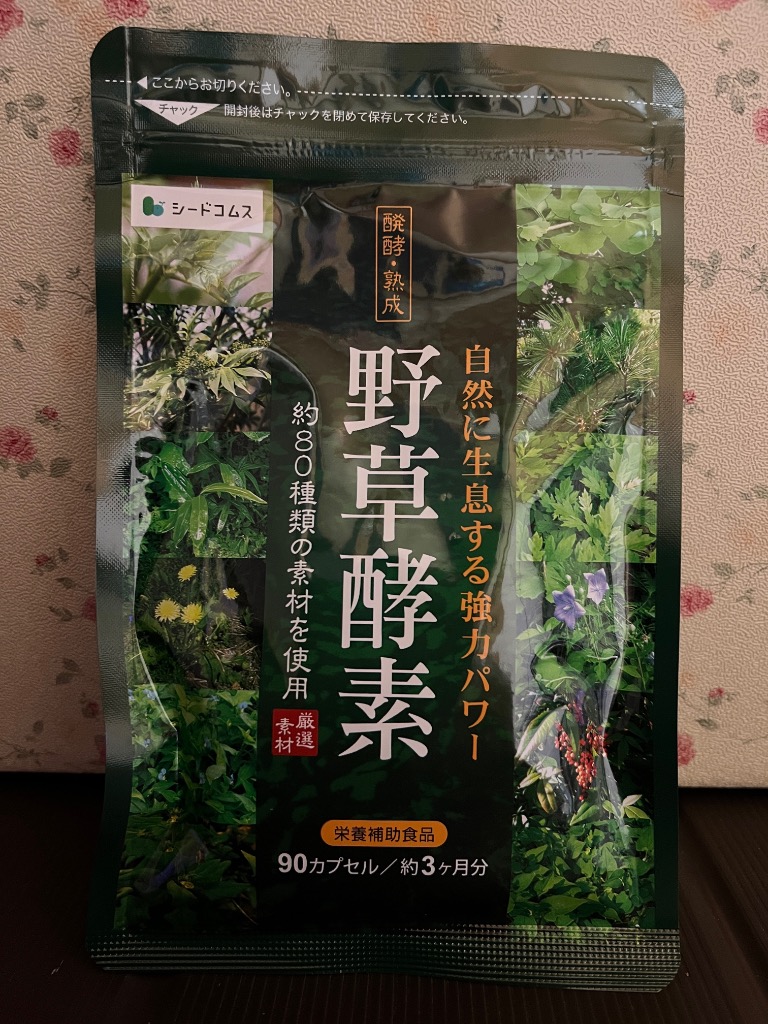 ここからお切りください。
チャック
開封後はチャックを閉めて保存してください。
シードコムス
醗酵・熟成
自然に生息する強力パワー
野草酵素
約80種類の素材を使用
厳選
素材
栄養補助食品
90カプセル／約3ヶ月分